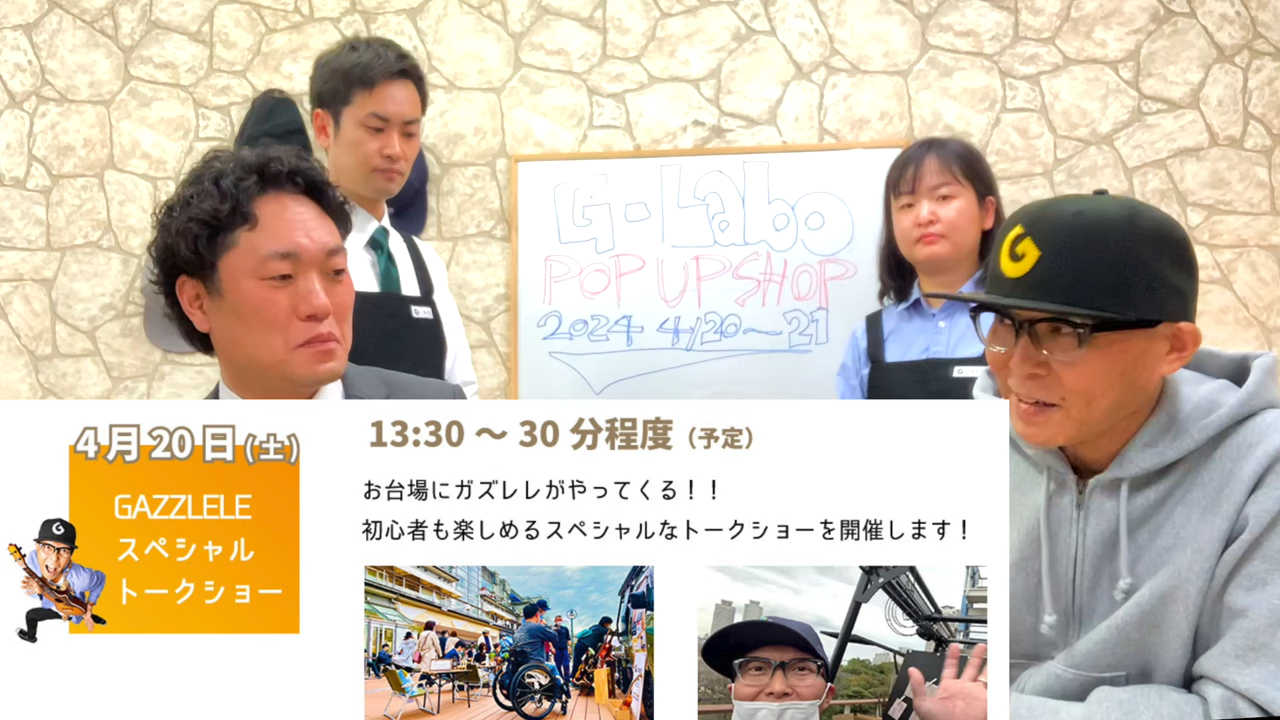 G-Labo
POP UP SHOP
2024 4/20～21
G
4月20日(土)
GAZZLELE
スペシャル
トークショー
13:30 ～ 30 分程度（予定）
お台場にガズレレがやってくる！！
初心者も楽しめるスペシャルなトークショーを開催します！